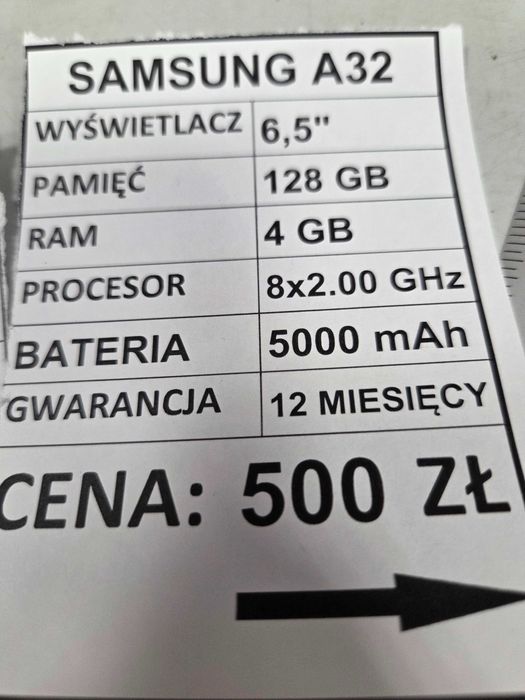 SAMSUNG A32
WYŚWIETLACZ 6,5"
PAMIĘĆ 128 GB
RAM 4 GB
PROCESOR 8x2.00 GHz
BATERIA 5000 mAh
GWARANCJA 12 MIESIĘCY
CENA: 500 ZŁ